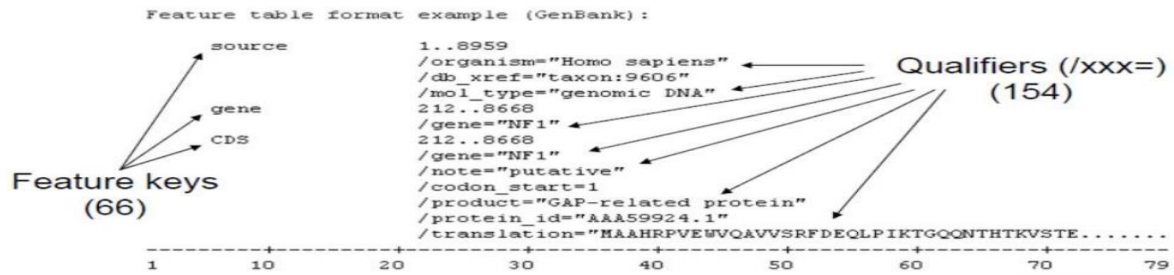 Feature table format example (GenBank):
source 1..8959
/organism="Homo sapiens"
/db_xref="taxon:9606"
/mol_type="genomic DNA"
gene 212..8668
/gene="NF1"
CDS 212..8668
/gene="NF1"
/note="putative"
/codon_start=1
/product="GAP-related protein"
/protein_id="AAA59924.1"
/translation="MAAHRPVEWVQAVVSRFDEQLPIKTGQQNTHTKVSTE.......
Feature keys
(66)
Qualifiers (/xxx=)
(154)
1 10 20 30 40 50 60 70 79